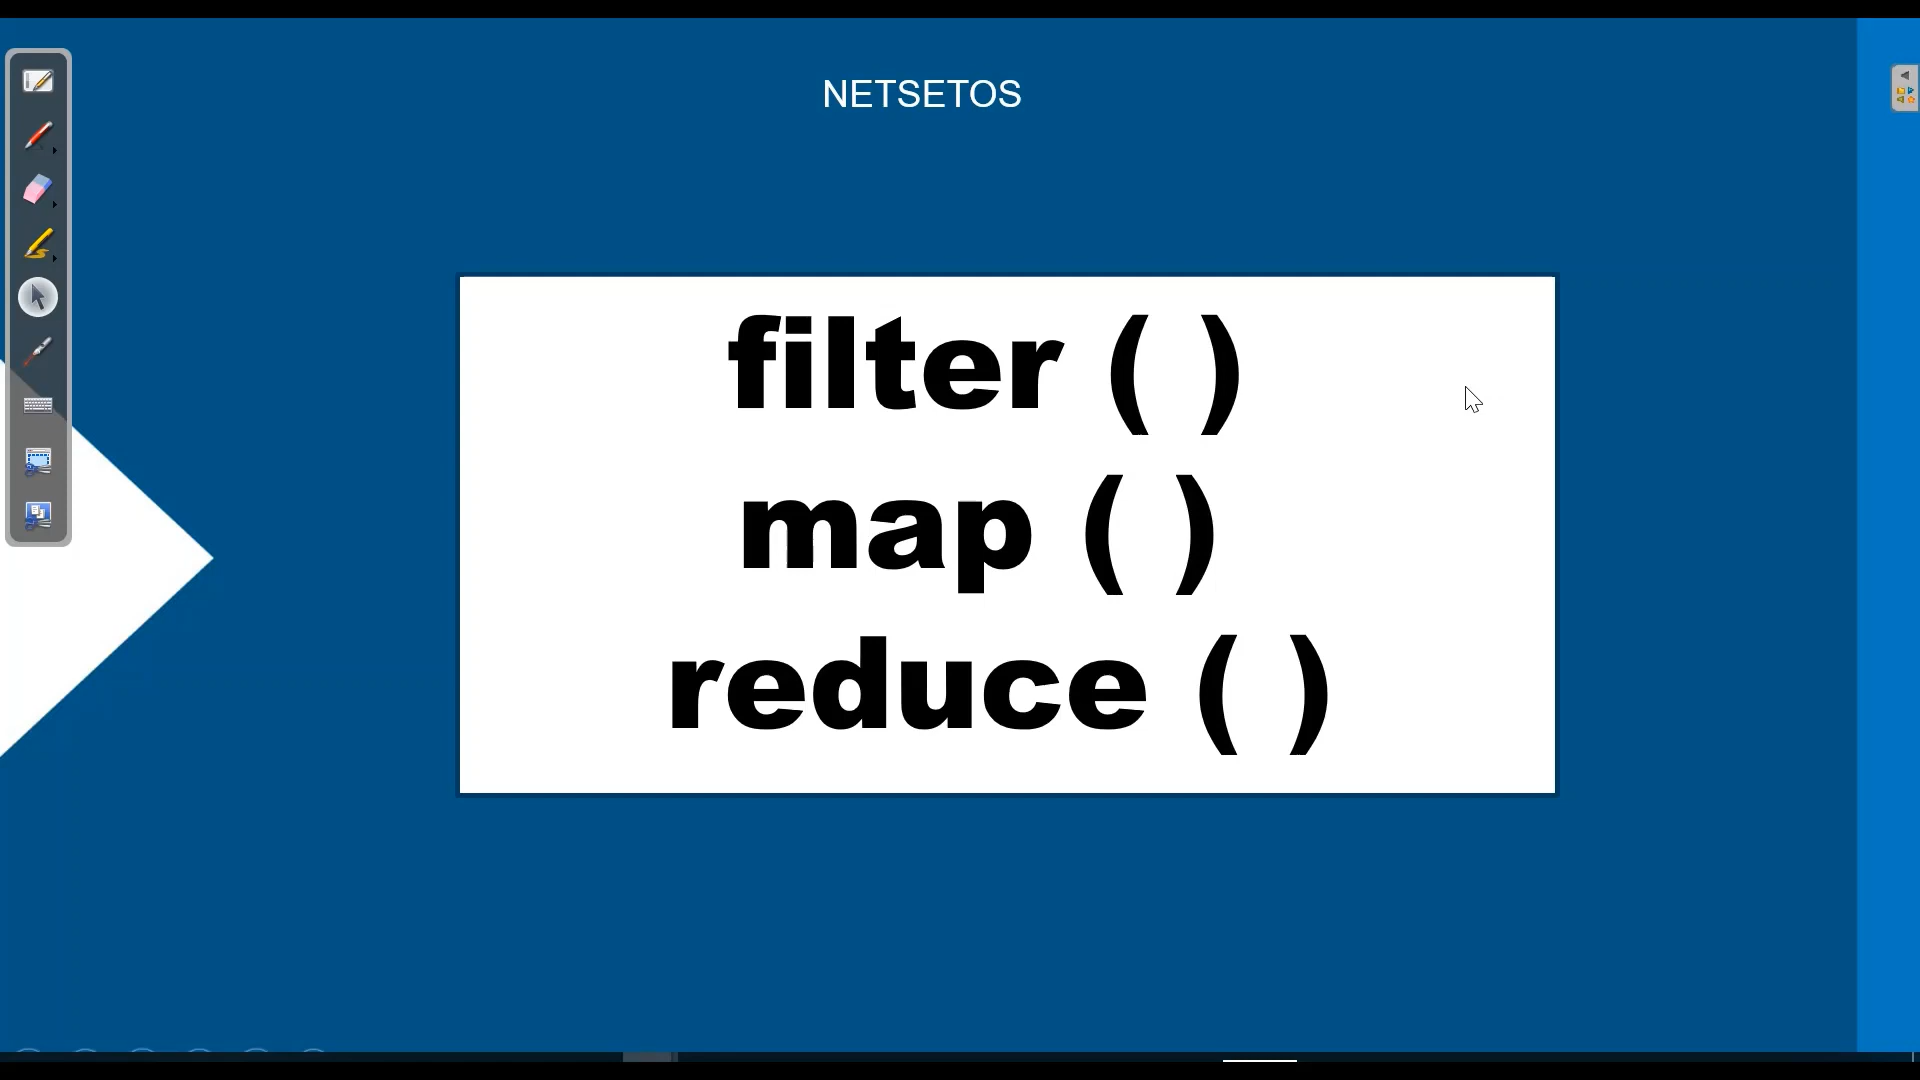 NETSETOS
filter ( )
map ( )
reduce ( )